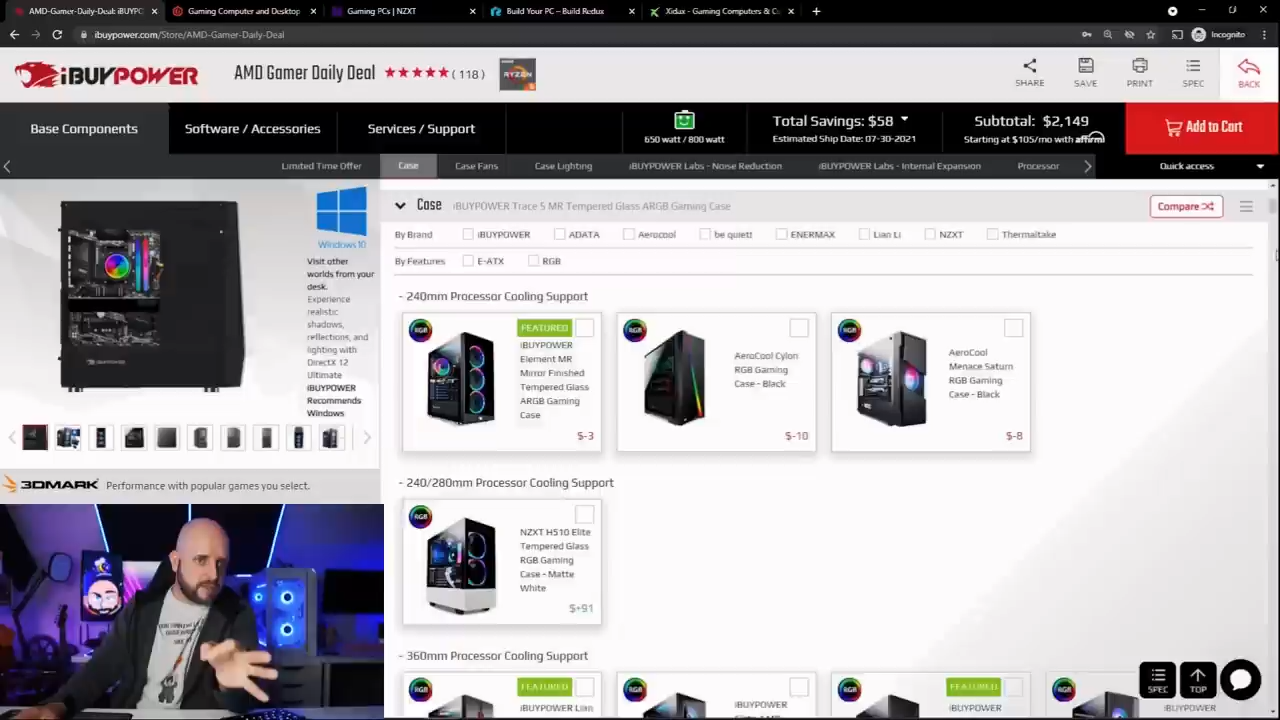 AMD-Gamer-Daily-Deal: iBUYPO
Gaming Computer and Desktop
Gaming PCs | NZXT
Build Your PC – Build Redux
Xidax - Gaming Computers & Cu
ibuypower.com/Store/AMD-Gamer-Daily-Deal
Incognito
iBUYPOWER
AMD Gamer Daily Deal
( 118 )
RYZEN
SHARE
SAVE
PRINT
SPEC
BACK
Base Components
Software / Accessories
Services / Support
650 watt / 800 watt
Total Savings: $58
Estimated Ship Date: 07-30-2021
Subtotal: $2,149
Starting at $105/mo with affirm
Add to Cart
Limited Time Offer
Case
Case Fans
Case Lighting
iBUYPOWER Labs - Noise Reduction
iBUYPOWER Labs - Internal Expansion
Processor
Quick access
Windows 10
Visit other
worlds from your
desk.
Experience
realistic
shadows,
reflections, and
lighting with
DirectX 12
Ultimate
iBUYPOWER
Recommends
Windows
iBUYPOWER
3DMARK
Performance with popular games you select.
Case
iBUYPOWER Trace 5 MR Tempered Glass ARGB Gaming Case
Compare
By Brand
iBUYPOWER
ADATA
Aerocool
be quiet!
ENERMAX
Lian Li
NZXT
Thermaltake
By Features
E-ATX
RGB
- 240mm Processor Cooling Support
RGB
FEATURED
iBUYPOWER
Element MR
Mirror Finished
Tempered Glass
ARGB Gaming
Case
$-3
RGB
AeroCool Cylon
RGB Gaming
Case - Black
$-10
RGB
AeroCool
Menace Saturn
RGB Gaming
Case - Black
$-8
- 240/280mm Processor Cooling Support
RGB
NZXT H510 Elite
Tempered Glass
RGB Gaming
Case - Matte
White
$+91
- 360mm Processor Cooling Support
RGB
FEATURED
iBUYPOWER Lian
RGB
iBUYPOWER
RGB
FEATURED
iBUYPOWER
RGB
iBUYPOWER
SPEC
TOP